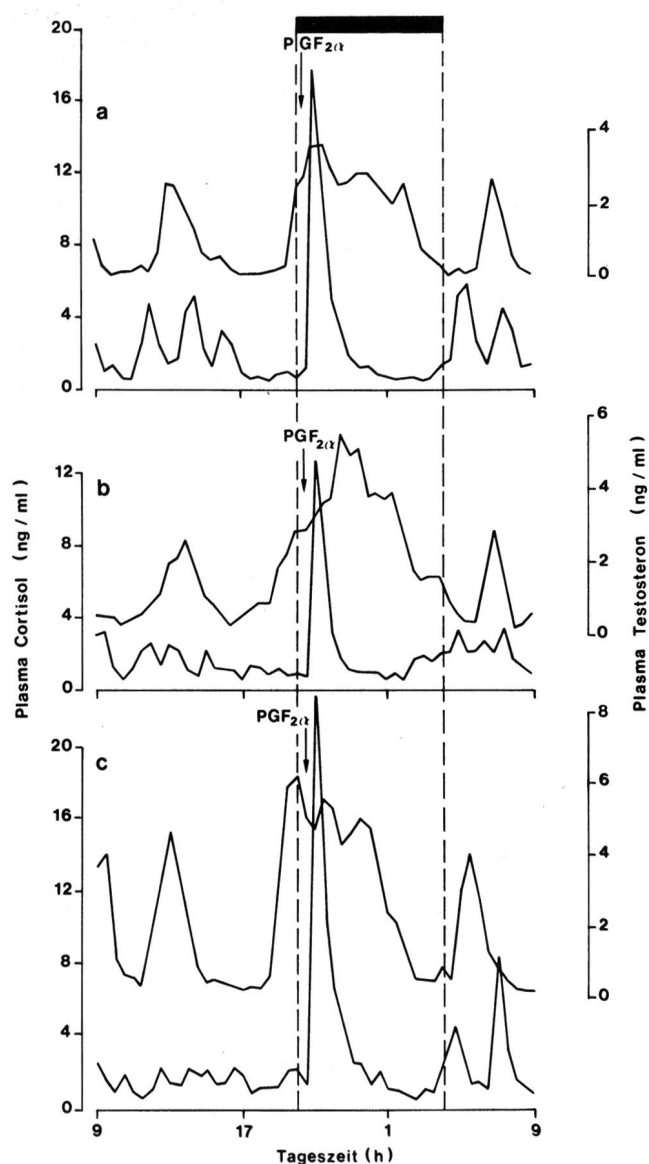 PGF2α
a
20
16
12
8
4
0
4
2
0
PGF2α
b
12
8
4
0
6
4
2
0
PGF2α
c
20
16
12
8
4
0
8
6
4
2
0
Plasma Cortisol (ng / ml)
Plasma Testosteron (ng / ml)
9 17 1 9
Tageszeit (h)